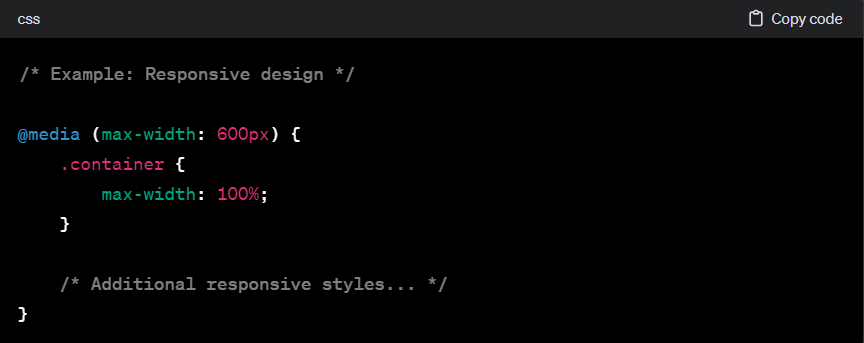 css
Copy code
/* Example: Responsive design */
@media (max-width: 600px) {
.container {
max-width: 100%;
}
/* Additional responsive styles... */
}